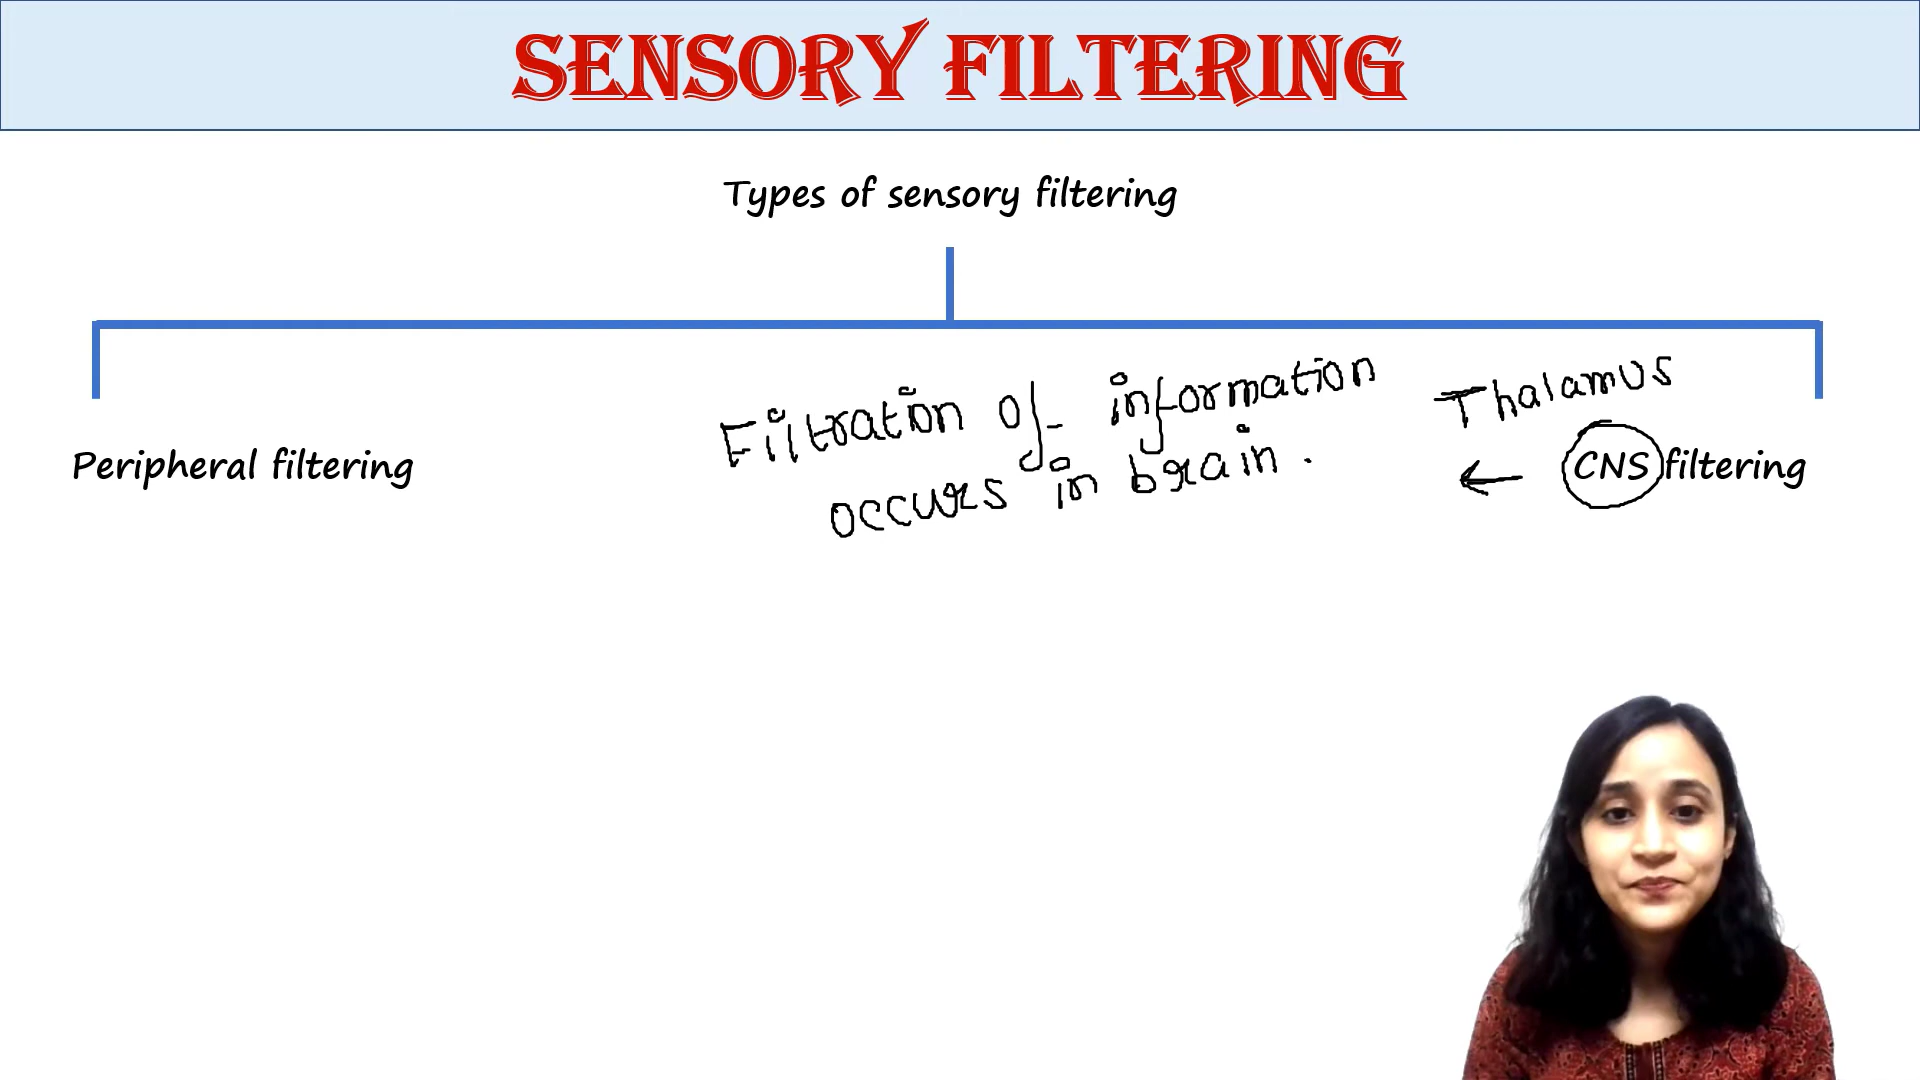 SENSORY FILTERING
Types of sensory filtering
Peripheral filtering
Filtration of information
occurs in brain.
Thalamus
CNS filtering